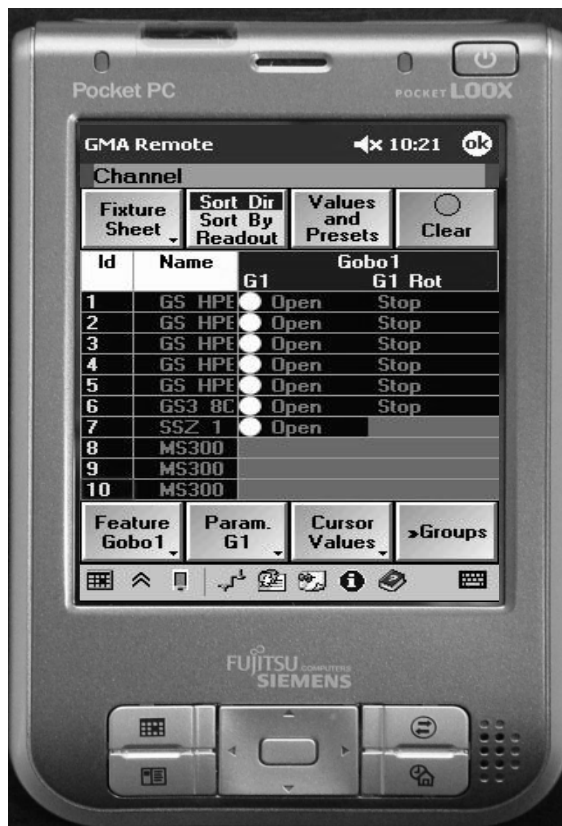 Pocket PC
POCKET LOOX
GMA Remote 10:21 ok
Channel
Fixture Sheet
Sort Dir Sort By Readout
Values and Presets
Clear
Id Name Gobo1
G1 G1 Rot
1 GS HPE Open Stop
2 GS HPE Open Stop
3 GS HPE Open Stop
4 GS HPE Open Stop
5 GS HPE Open Stop
6 GS3 8C Open Stop
7 SSZ 1 Open
8 MS300
9 MS300
10 MS300
Feature Gobo1
Param. G1
Cursor Values
»Groups
FUJITSU COMPUTERS
SIEMENS